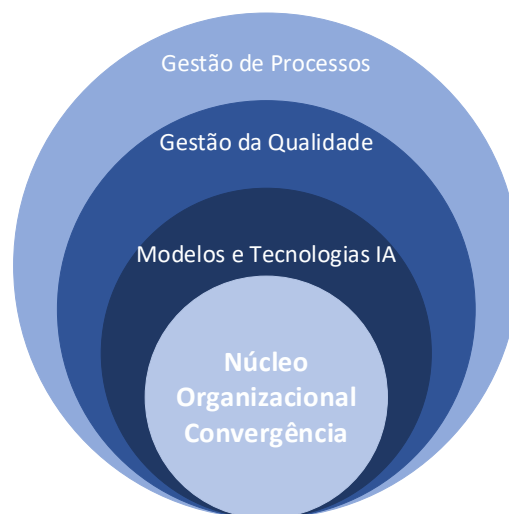 Gestão de Processos
Gestão da Qualidade
Modelos e Tecnologias IA
Núcleo
Organizacional
Convergência